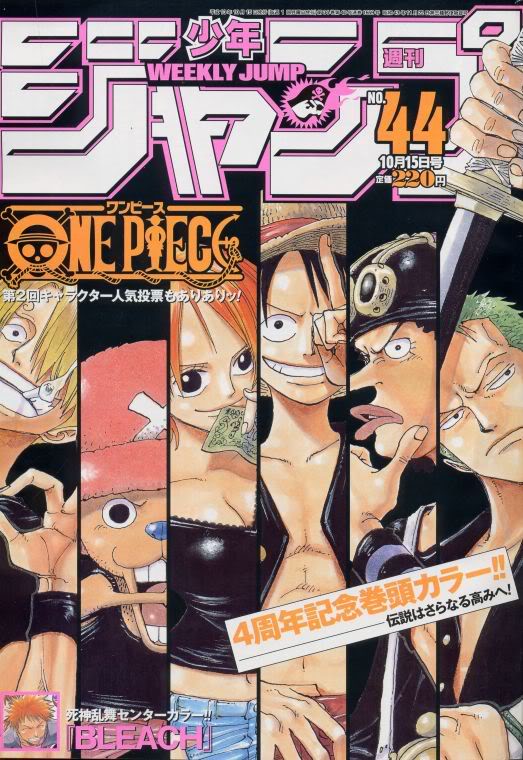 少年
ジャンプ
週刊
WEEKLY JUMP
NO. 44
10月15日号
定価220円
ワンピース
ONE PIECE
第2回キャラクター人気投票もありありッ!
4周年記念巻頭カラー!!
伝説はさらなる高みへ!
死神乱舞センターカラー!!
『BLEACH』